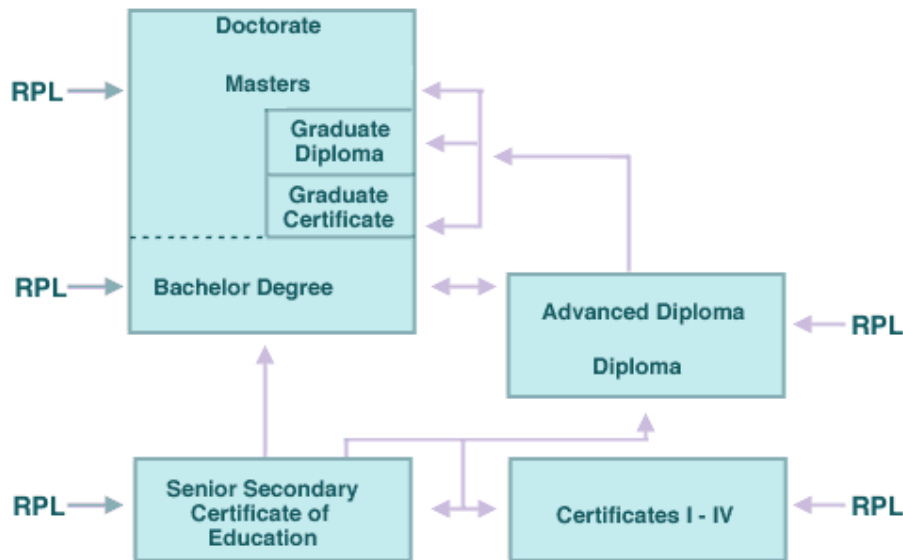 Doctorate
RPL
Masters
Graduate
Diploma
Graduate
Certificate
RPL
Bachelor Degree
Advanced Diploma
RPL
Diploma
RPL
Senior Secondary
Certificate of
Education
Certificates I - IV
RPL